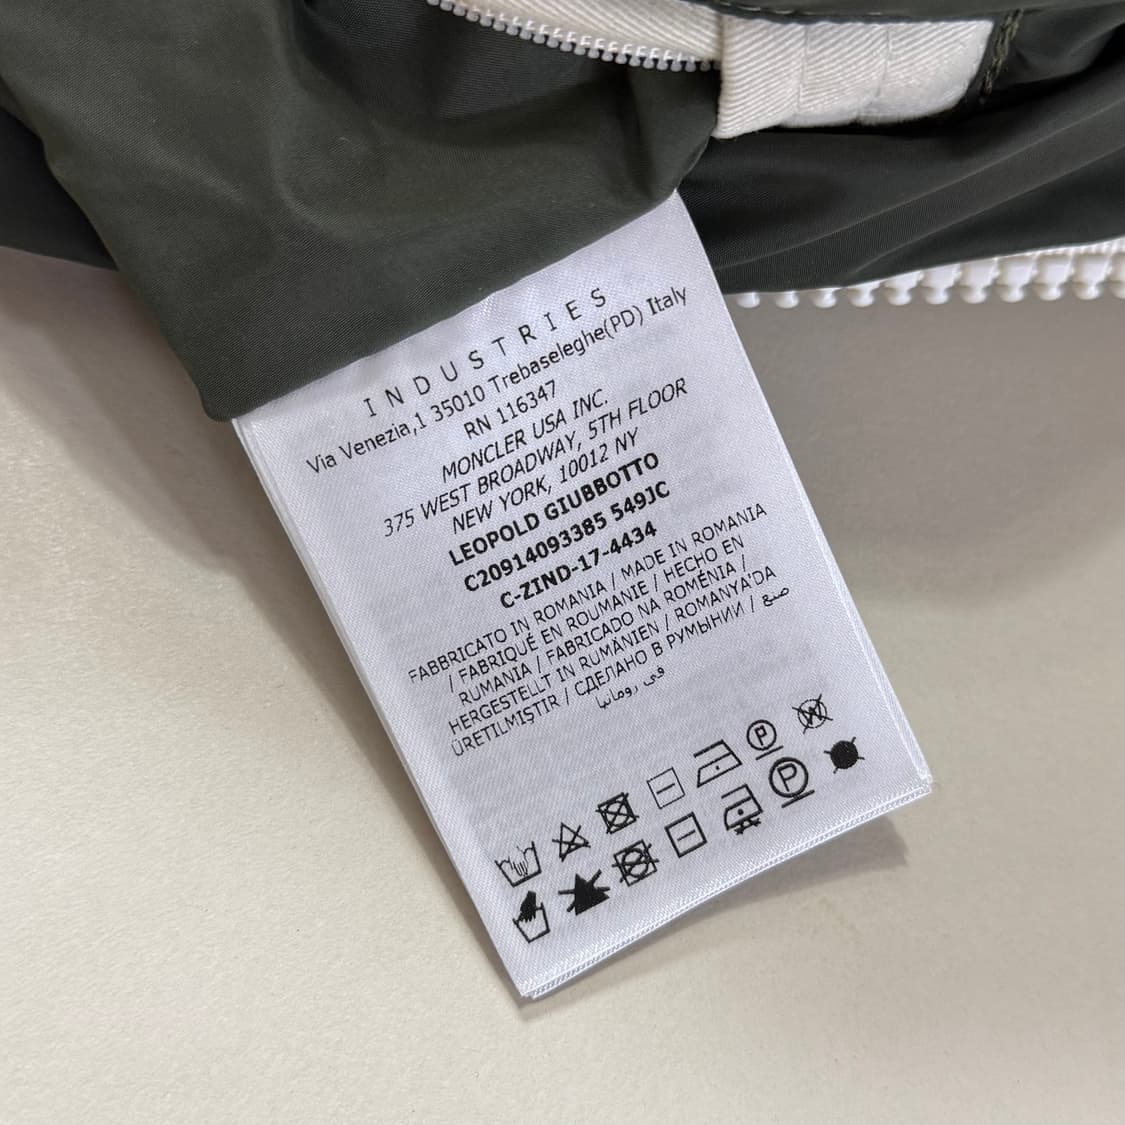 INDUSTRIES
Via Venezia,1 35010 Trebaseleghe(PD) Italy
RN 116347
MONCLER USA INC.
375 WEST BROADWAY, 5TH FLOOR
NEW YORK, 10012 NY
LEOPOLD GIUBBOTTO
C20914093385 549JC
C-ZIND-17-4434
FABBRICATO IN ROMANIA / MADE IN ROMANIA
/ FABRIQUÉ EN ROUMANIE / HECHO EN
RUMANIA / FABRICADO NA ROMÉNIA /
HERGESTELLT IN RUMÄNIEN / ROMANYA'DA
ÜRETILMIŞTIR / СДЕЛАНО В РУМЫНИИ / صنع
في رومانيا
P W
P